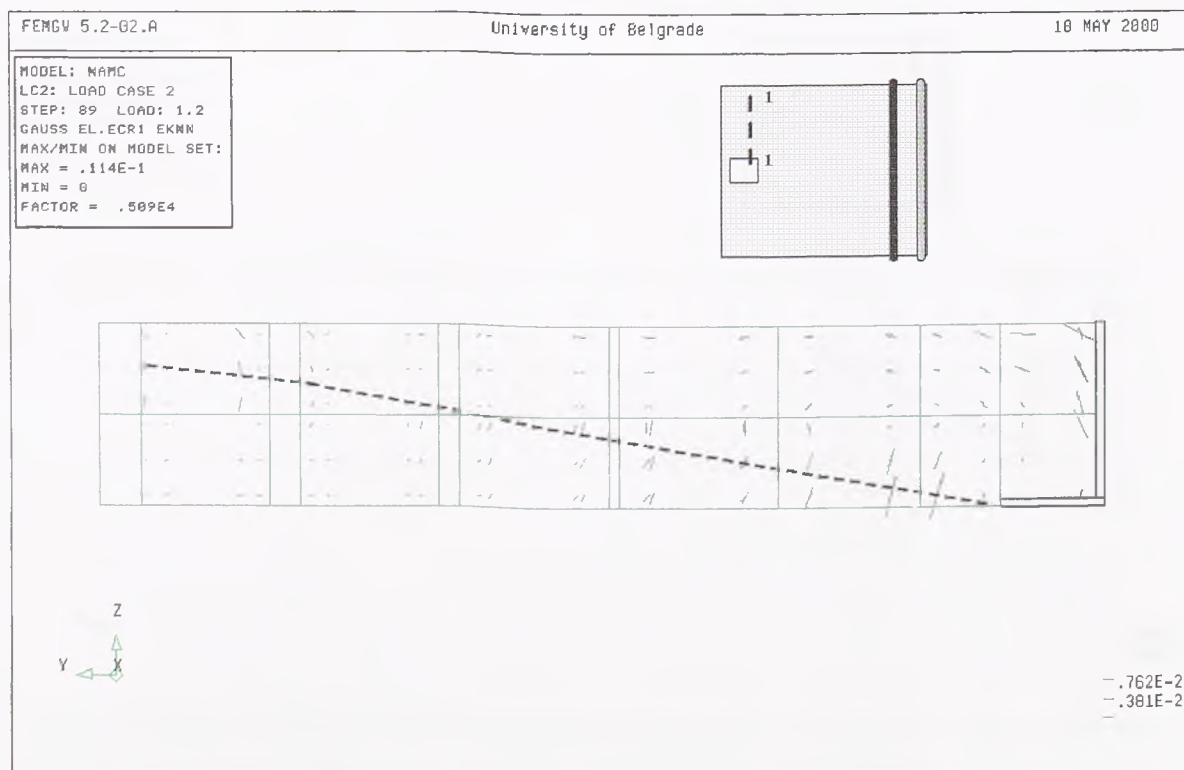 FEMGV 5.2-02.A
University of Belgrade
18 MAY 2000
MODEL: NAMC
LC2: LOAD CASE 2
STEP: 89 LOAD: 1.2
GAUSS EL.ECR1 EKNN
MAX/MIN ON MODEL SET:
MAX = .114E-1
MIN = 0
FACTOR = .509E4
1
1
Z
Y
X
.762E-2
.381E-2